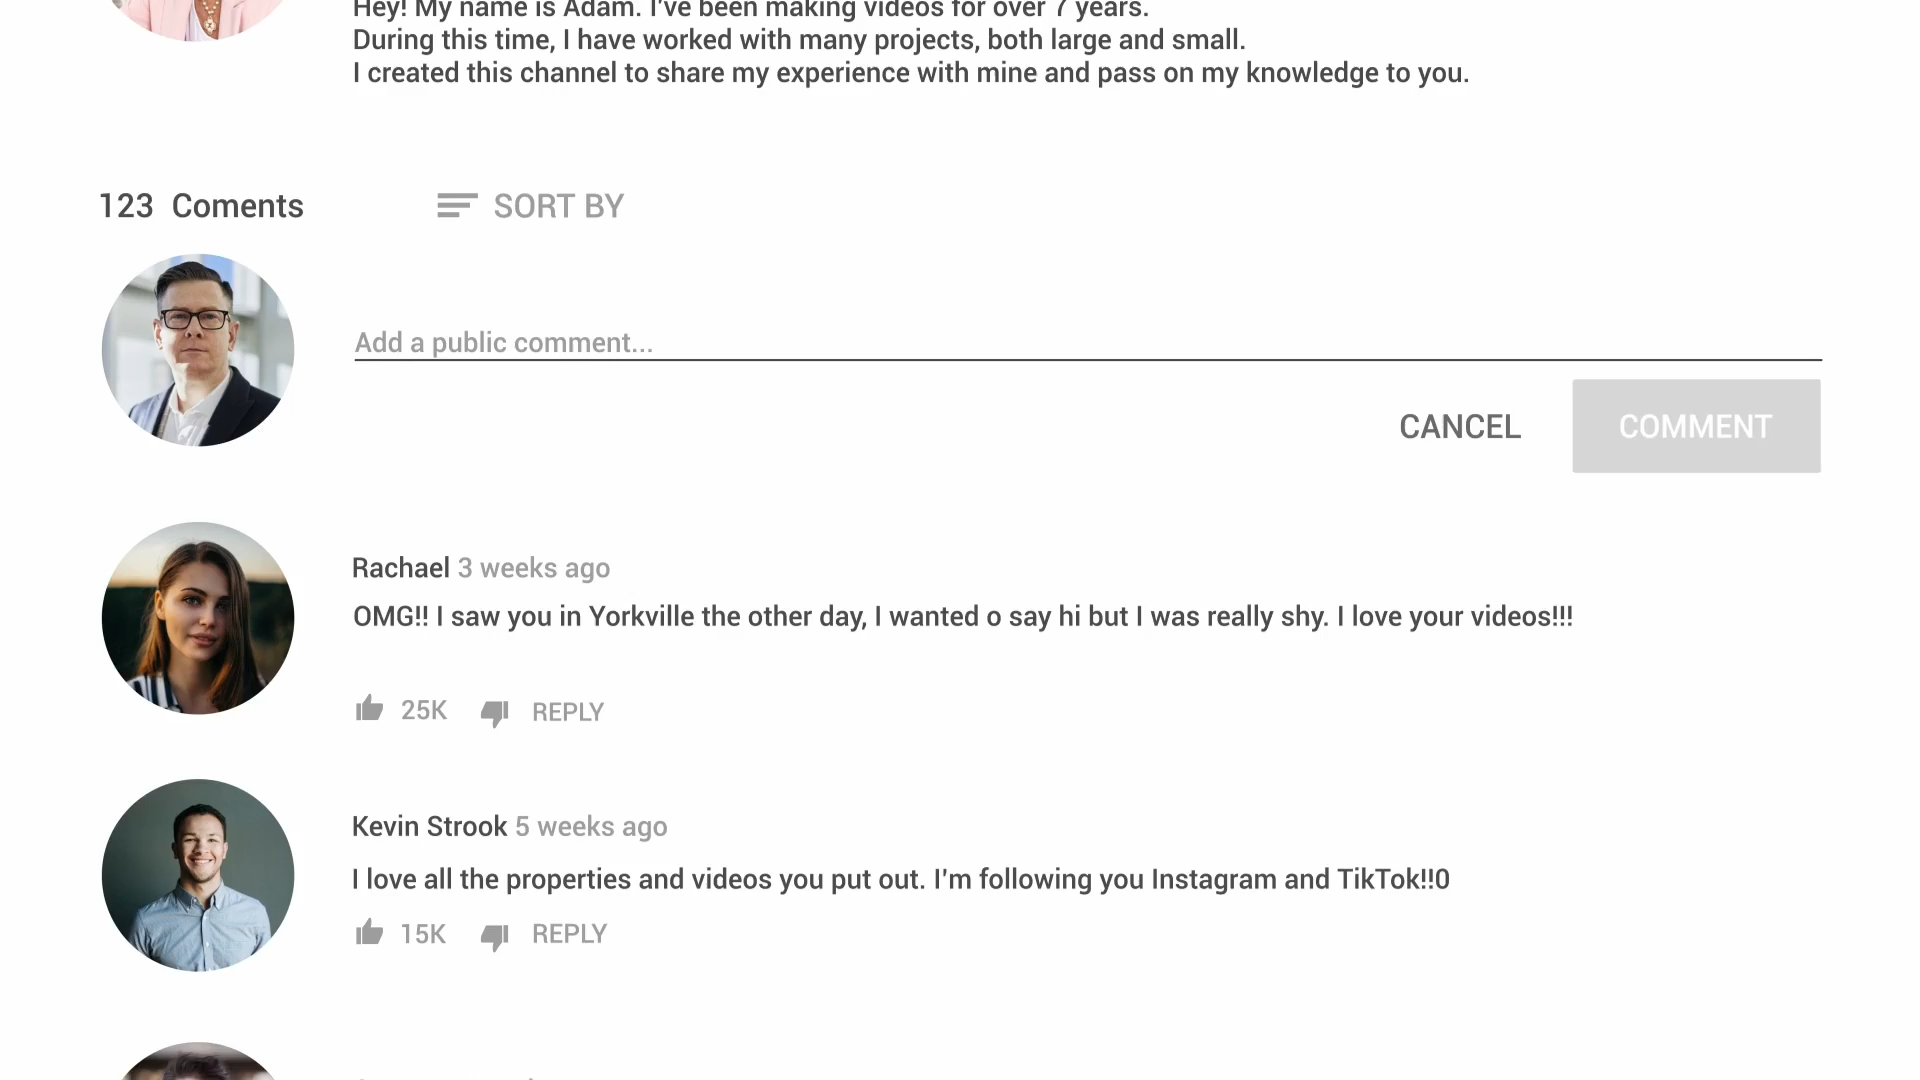 Hey! My name is Adam. I've been making videos for over 7 years.
During this time, I have worked with many projects, both large and small.
I created this channel to share my experience with mine and pass on my knowledge to you.
123 Coments SORT BY
Add a public comment...
CANCEL COMMENT
Rachael 3 weeks ago
OMG!! I saw you in Yorkville the other day, I wanted o say hi but I was really shy. I love your videos!!!
25K REPLY
Kevin Strook 5 weeks ago
I love all the properties and videos you put out. I'm following you Instagram and TikTok!!0
15K REPLY